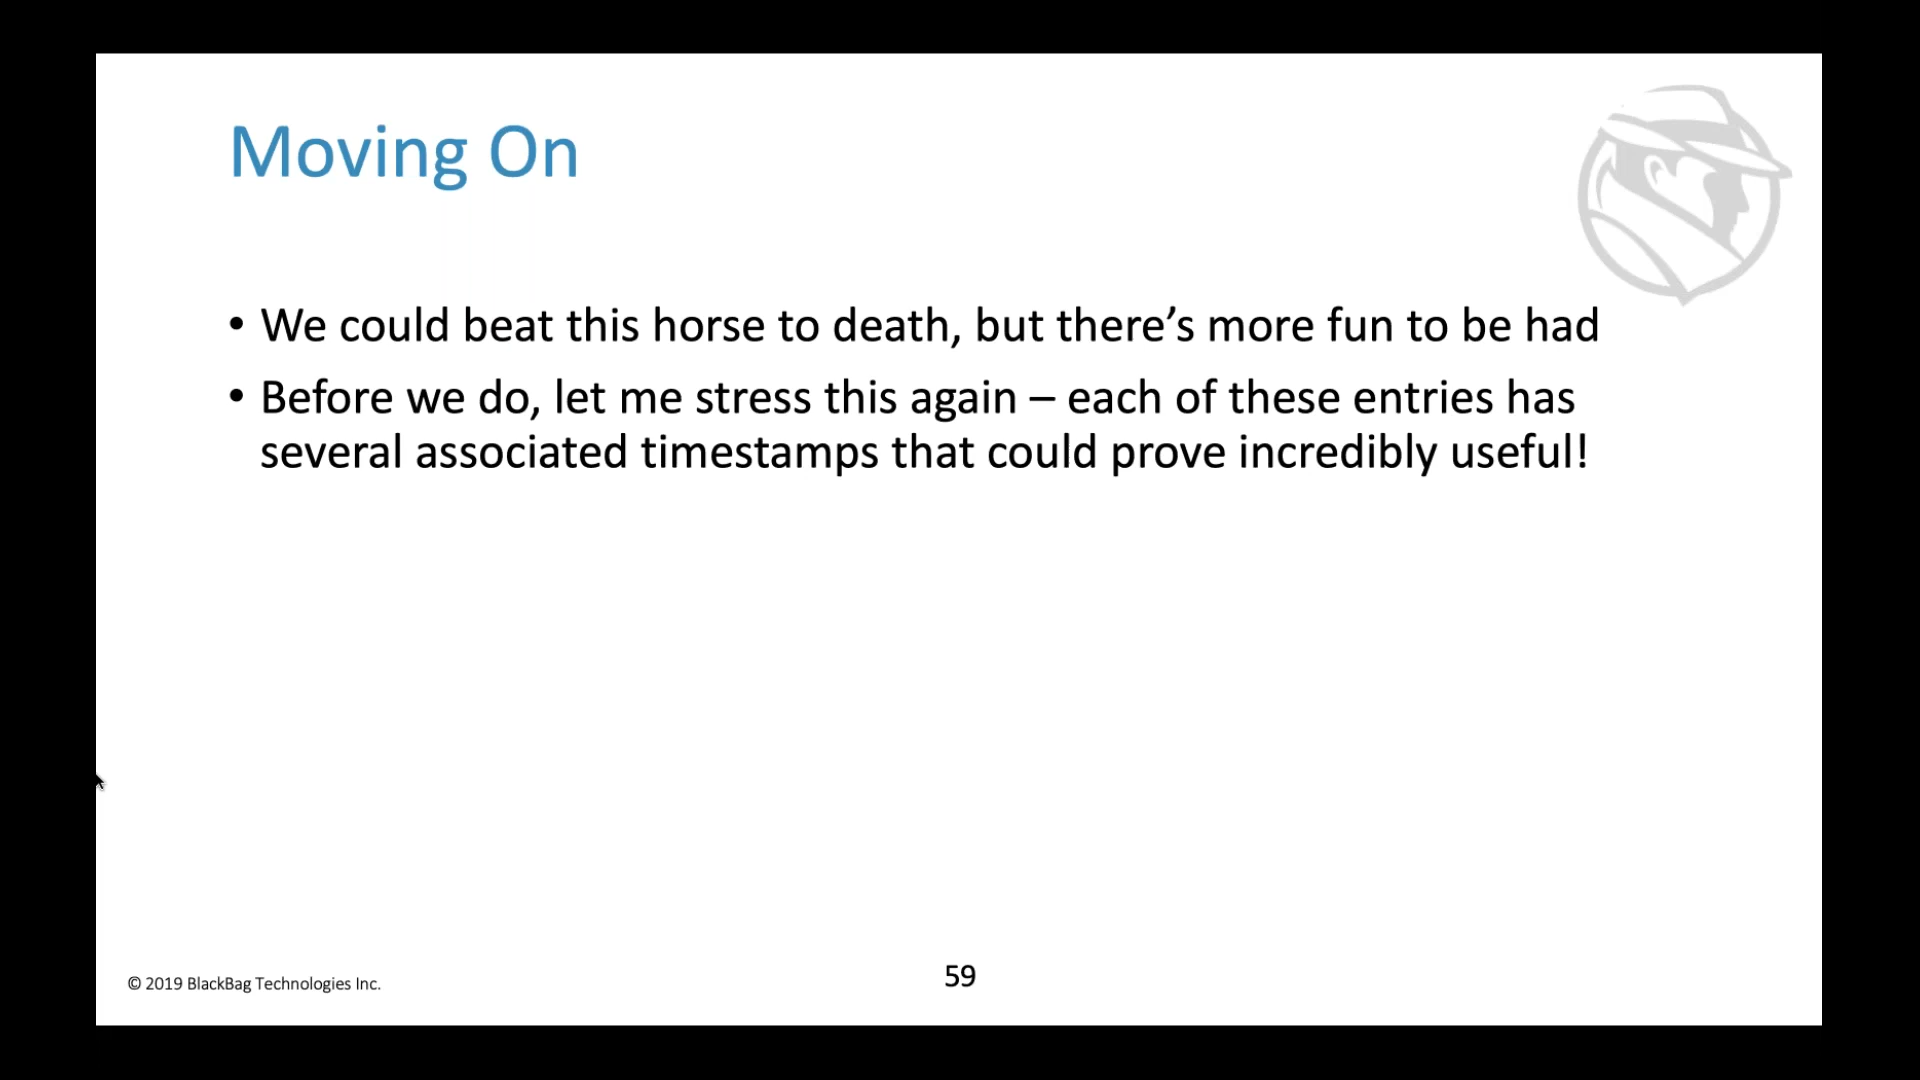 Moving On
• We could beat this horse to death, but there’s more fun to be had
• Before we do, let me stress this again – each of these entries has
several associated timestamps that could prove incredibly useful!
© 2019 BlackBag Technologies Inc.
59